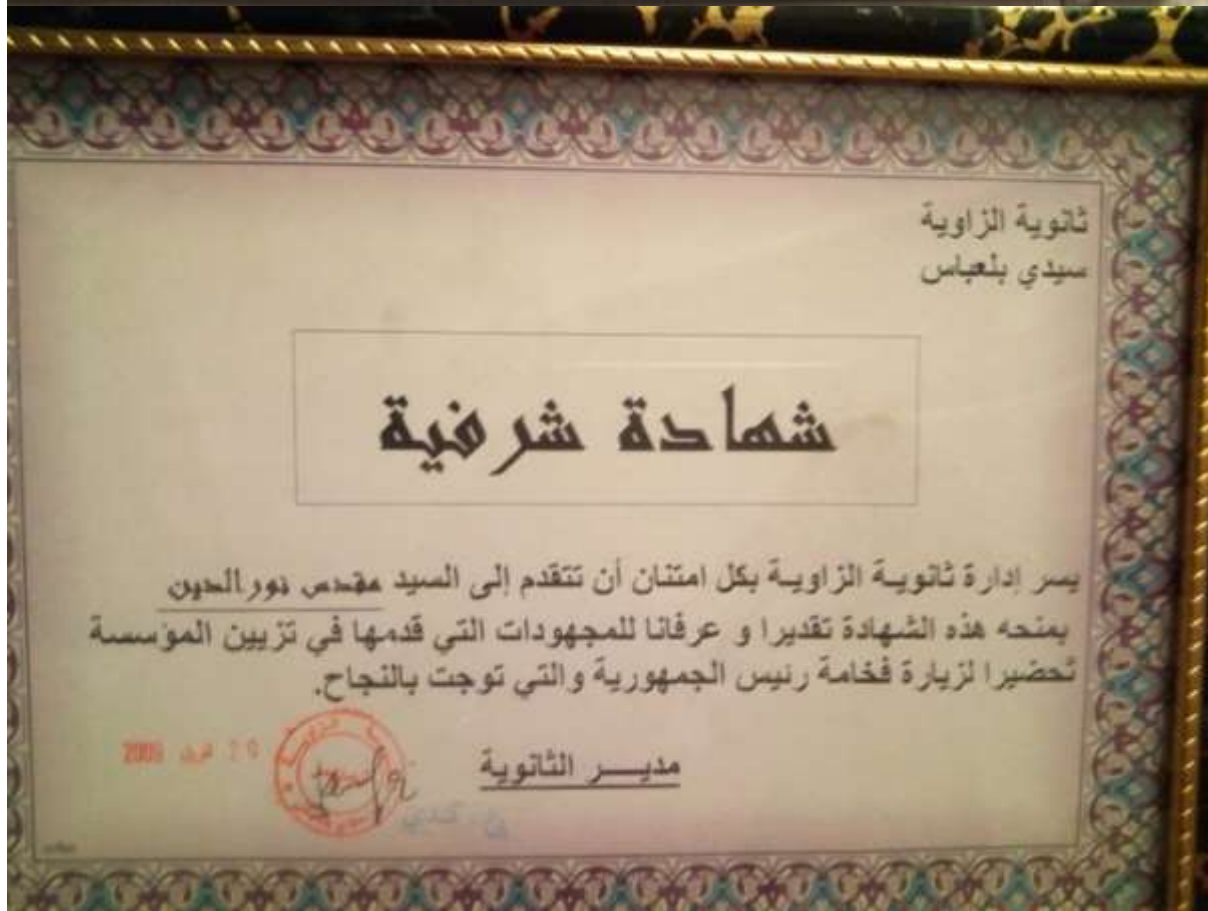 ثانوية الزاوية
سيدي بلعباس
شهادة شرفية
يسر إدارة ثانوية الزاوية بكل امتنان أن تتقدم إلى السيد مقدس نور الدين
بمنحه هذه الشهادة تقديرا و عرفانا للمجهودات التي قدمها في تزيين المؤسسة
تحضيرا لزيارة فخامة رئيس الجمهورية والتي توجت بالنجاح.
مديـــر الثانوية
2009